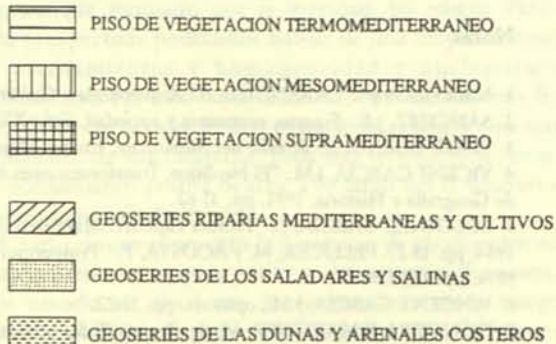 PISO DE VEGETACION TERMOMEDITERRANEO
PISO DE VEGETACION MESOMEDITERRANEO
PISO DE VEGETACION SUPRAMEDITERRANEO
GEOSERIES RIPARIAS MEDITERRANEAS Y CULTIVOS
GEOSERIES DE LOS SALADARES Y SALINAS
GEOSERIES DE LAS DUNAS Y ARENALES COSTEROS